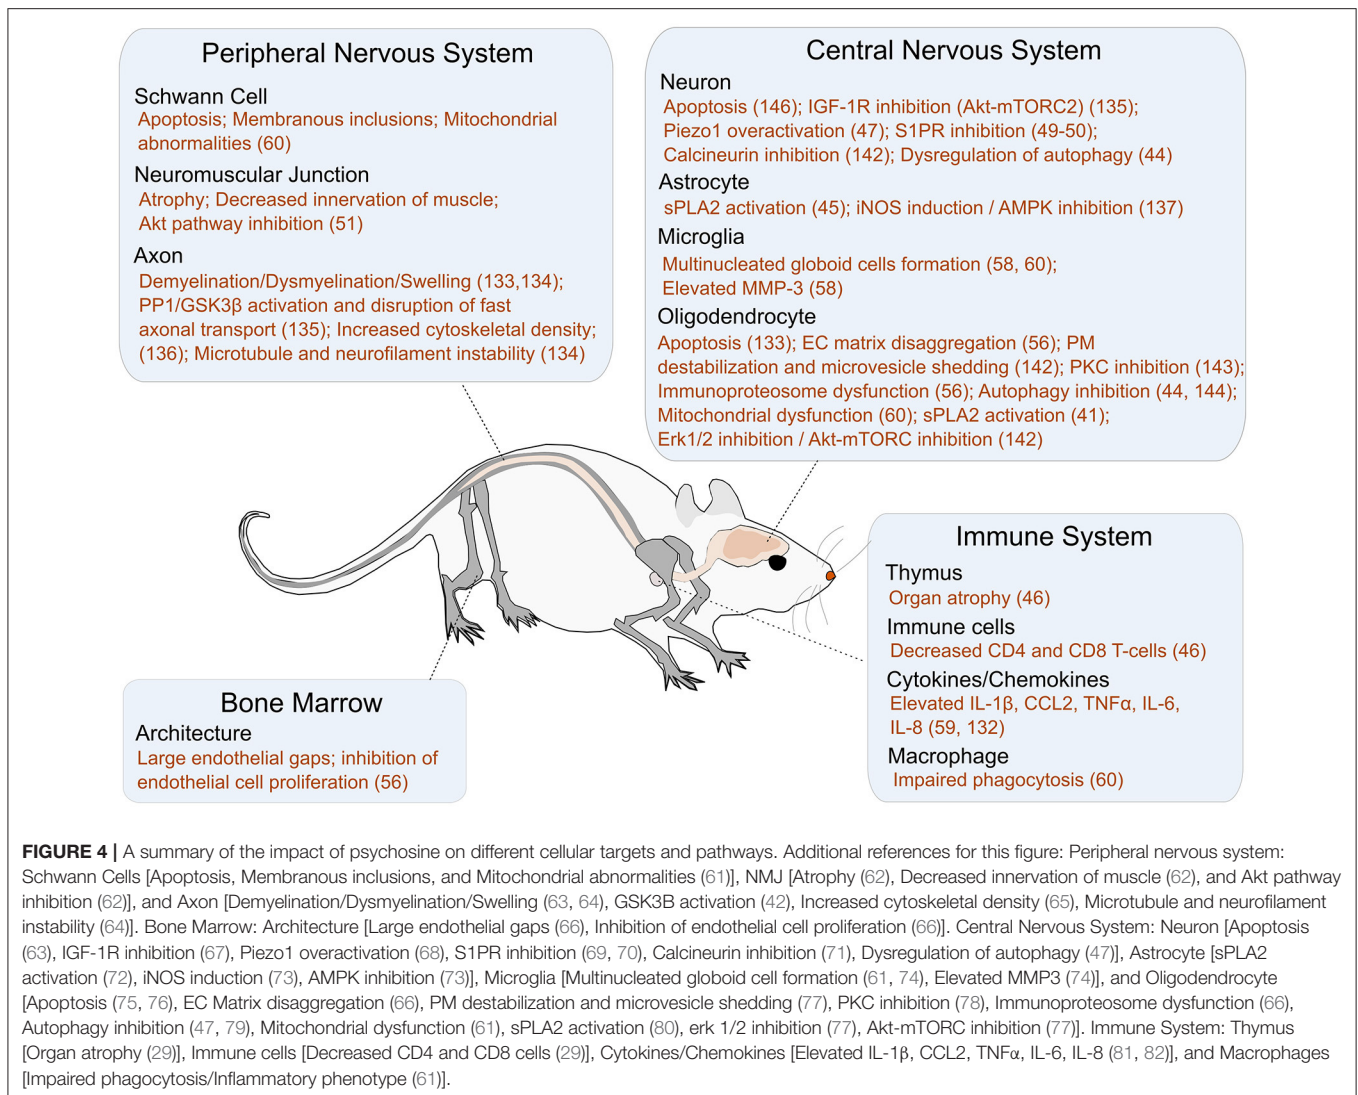 Peripheral Nervous System
Schwann Cell
Apoptosis; Membranous inclusions; Mitochondrial
abnormalities (60)
Neuromuscular Junction
Atrophy; Decreased innervation of muscle;
Akt pathway inhibition (51)
Axon
Demyelination/Dysmyelination/Swelling (133,134);
PP1/GSK3β activation and disruption of fast
axonal transport (135); Increased cytoskeletal density;
(136); Microtubule and neurofilament instability (134)
Central Nervous System
Neuron
Apoptosis (146); IGF-1R inhibition (Akt-mTORC2) (135);
Piezo1 overactivation (47); S1PR inhibition (49-50);
Calcineurin inhibition (142); Dysregulation of autophagy (44)
Astrocyte
sPLA2 activation (45); iNOS induction / AMPK inhibition (137)
Microglia
Multinucleated globoid cells formation (58, 60);
Elevated MMP-3 (58)
Oligodendrocyte
Apoptosis (133); EC matrix disaggregation (56); PM
destabilization and microvesicle shedding (142); PKC inhibition (143);
Immunoproteosome dysfunction (56); Autophagy inhibition (44, 144);
Mitochondrial dysfunction (60); sPLA2 activation (41);
Erk1/2 inhibition / Akt-mTORC inhibition (142)
Immune System
Thymus
Organ atrophy (46)
Immune cells
Decreased CD4 and CD8 T-cells (46)
Cytokines/Chemokines
Elevated IL-1β, CCL2, TNFα, IL-6,
IL-8 (59, 132)
Macrophage
Impaired phagocytosis (60)
Bone Marrow
Architecture
Large endothelial gaps; inhibition of
endothelial cell proliferation (56)
FIGURE 4 | A summary of the impact of psychosine on different cellular targets and pathways. Additional references for this figure: Peripheral nervous system:
Schwann Cells [Apoptosis, Membranous inclusions, and Mitochondrial abnormalities (61)], NMJ [Atrophy (62), Decreased innervation of muscle (62), and Akt pathway
inhibition (62)], and Axon [Demyelination/Dysmyelination/Swelling (63, 64), GSK3B activation (42), Increased cytoskeletal density (65), Microtubule and neurofilament
instability (64)]. Bone Marrow: Architecture [Large endothelial gaps (66), Inhibition of endothelial cell proliferation (66)]. Central Nervous System: Neuron [Apoptosis
(63), IGF-1R inhibition (67), Piezo1 overactivation (68), S1PR inhibition (69, 70), Calcineurin inhibition (71), Dysregulation of autophagy (47)], Astrocyte [sPLA2
activation (72), iNOS induction (73), AMPK inhibition (73)], Microglia [Multinucleated globoid cell formation (61, 74), Elevated MMP3 (74)], and Oligodendrocyte
[Apoptosis (75, 76), EC Matrix disaggregation (66), PM destabilization and microvesicle shedding (77), PKC inhibition (78), Immunoproteosome dysfunction (66),
Autophagy inhibition (47, 79), Mitochondrial dysfunction (61), sPLA2 activation (80), erk 1/2 inhibition (77), Akt-mTORC inhibition (77)]. Immune System: Thymus
[Organ atrophy (29)], Immune cells [Decreased CD4 and CD8 cells (29)], Cytokines/Chemokines [Elevated IL-1β, CCL2, TNFα, IL-6, IL-8 (81, 82)], and Macrophages
[Impaired phagocytosis/Inflammatory phenotype (61)].